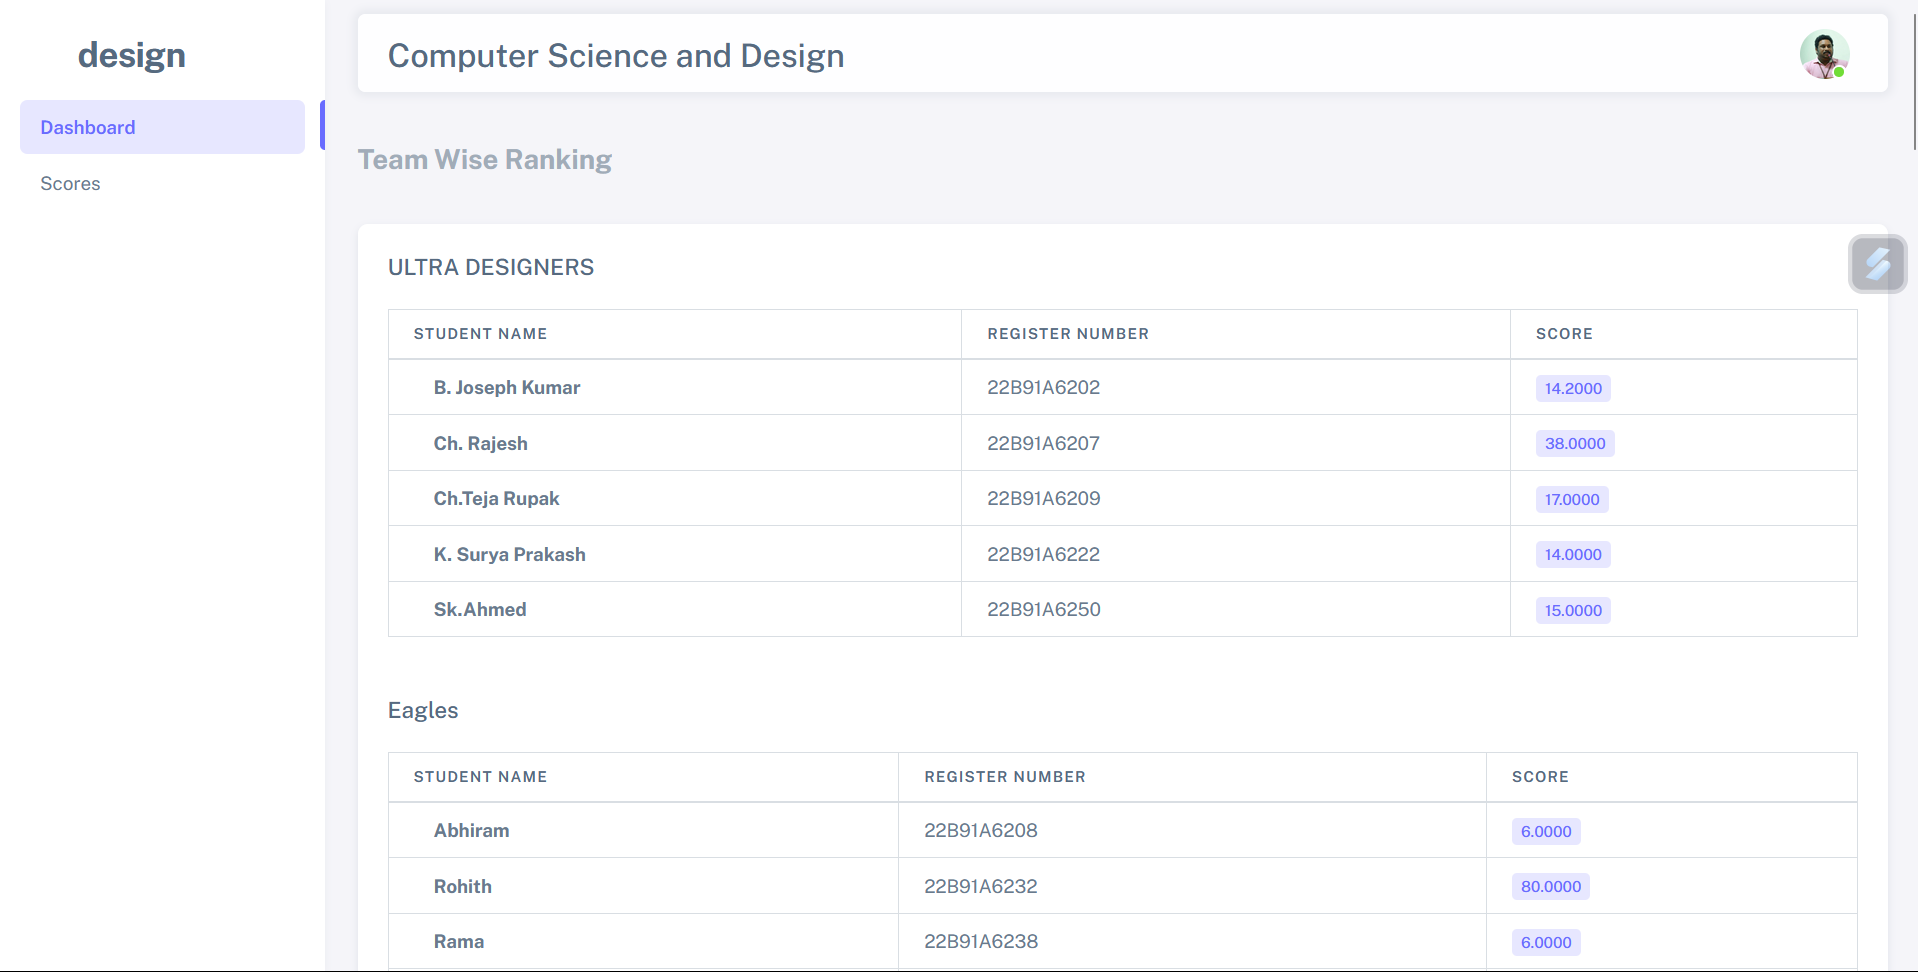 design
Dashboard
Scores
Computer Science and Design
Team Wise Ranking
ULTRA DESIGNERS
STUDENT NAME REGISTER NUMBER SCORE
B. Joseph Kumar 22B91A6202 14.2000
Ch. Rajesh 22B91A6207 38.0000
Ch.Teja Rupak 22B91A6209 17.0000
K. Surya Prakash 22B91A6222 14.0000
Sk.Ahmed 22B91A6250 15.0000
Eagles
STUDENT NAME REGISTER NUMBER SCORE
Abhiram 22B91A6208 6.0000
Rohith 22B91A6232 80.0000
Rama 22B91A6238 6.0000